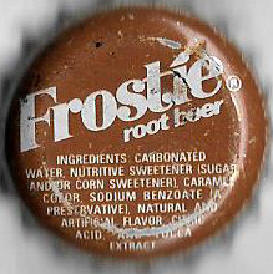 Frostie®
root beer
INGREDIENTS: CARBONATED
WATER, NUTRITIVE SWEETENER (SUGAR
AND/OR CORN SWEETENER), CARAMEL
COLOR, SODIUM BENZOATE (A
PRESERVATIVE), NATURAL AND
ARTIFICIAL FLAVOR, CITRIC
ACID,
EXTRACT